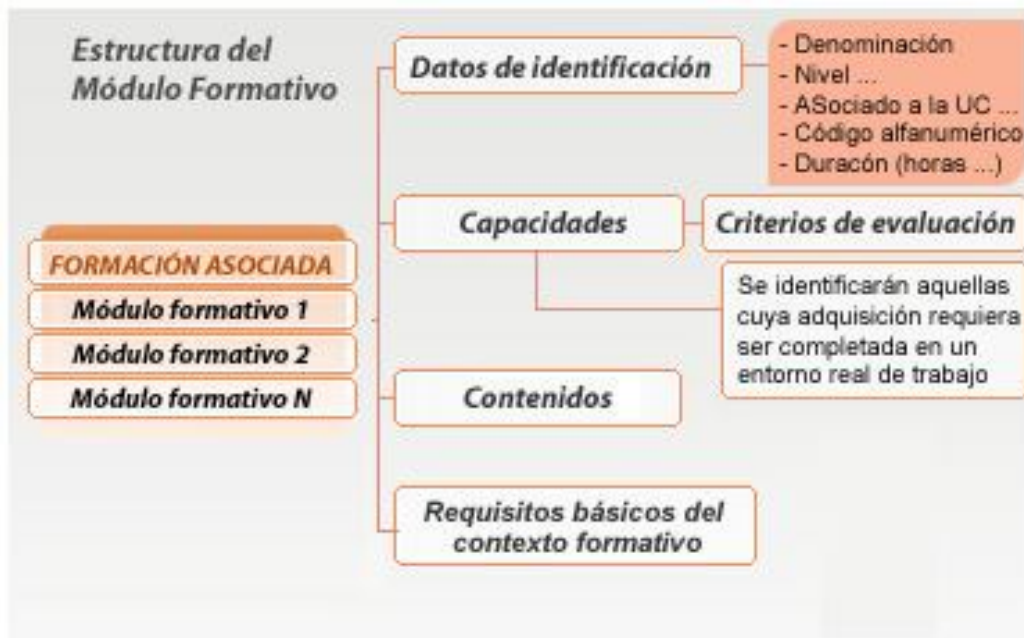 Estructura del
Módulo Formativo
FORMACIÓN ASOCIADA
Módulo formativo 1
Módulo formativo 2
Módulo formativo N
Datos de identificación
- Denominación
- Nivel ...
- ASociado a la UC ...
- Código alfanumérico
- Duracón (horas ...)
Capacidades
Criterios de evaluación
Se identificarán aquellas
cuya adquisición requiera
ser completada en un
entorno real de trabajo
Contenidos
Requisitos básicos del
contexto formativo